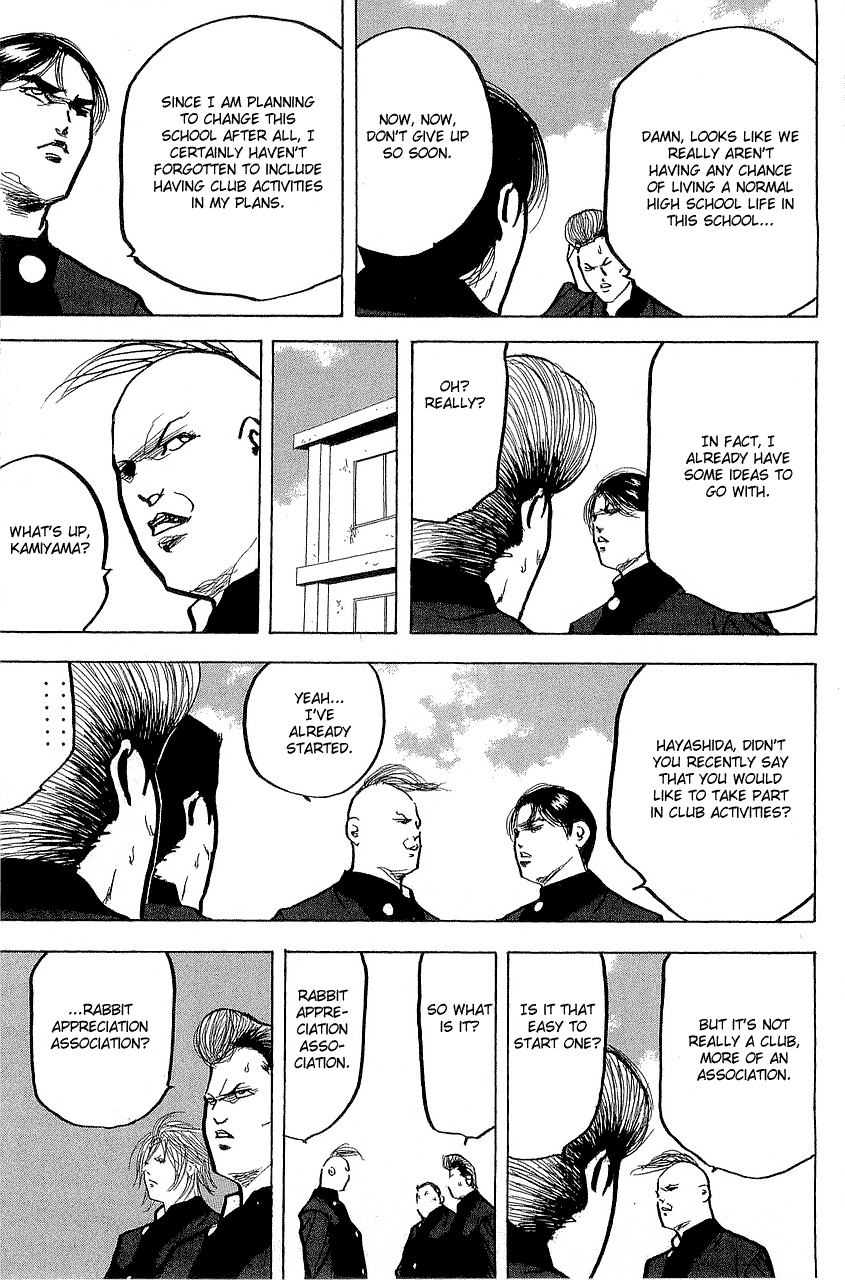 DAMN, LOOKS LIKE WE
REALLY AREN'T
HAVING ANY CHANCE
OF LIVING A NORMAL
HIGH SCHOOL LIFE IN
THIS SCHOOL...
NOW, NOW,
DON'T GIVE UP
SO SOON.
SINCE I AM PLANNING
TO CHANGE THIS
SCHOOL AFTER ALL, I
CERTAINLY HAVEN'T
FORGOTTEN TO INCLUDE
HAVING CLUB ACTIVITIES
IN MY PLANS.
IN FACT, I
ALREADY HAVE
SOME IDEAS TO
GO WITH.
OH?
REALLY?
WHAT'S UP,
KAMIYAMA?
HAYASHIDA, DIDN'T
YOU RECENTLY SAY
THAT YOU WOULD
LIKE TO TAKE PART
IN CLUB ACTIVITIES?
YEAH...
I'VE
ALREADY
STARTED.
BUT IT'S NOT
REALLY A CLUB,
MORE OF AN
ASSOCIATION.
IS IT THAT
EASY TO
START ONE?
SO WHAT
IS IT?
RABBIT
APPRE-
CIATION
ASSO-
CIATION.
...RABBIT
APPRECIATION
ASSOCIATION?